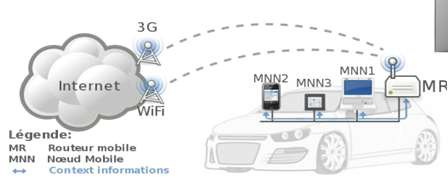 3G
Internet
WiFi
MNN2
MNN3
MNN1
MR
Légende:
MR Routeur mobile
MNN Nœud Mobile
Context informations